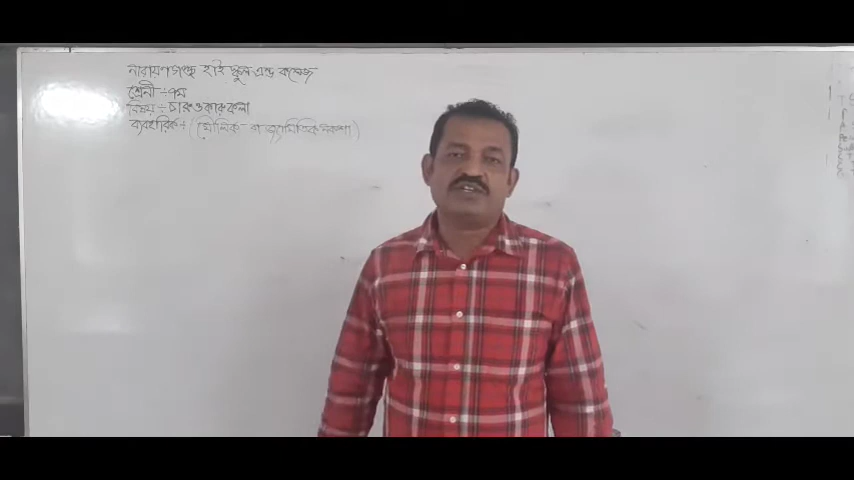 নারায়ণগঞ্জ হাই স্কুল এন্ড কলেজ
শ্রেনী ÷ ৭ম
বিষয় ÷ চারু ও কারুকলা
ব্যবহারিক ÷ (মৌলিক - বা জ্যামিতিক নকশা)